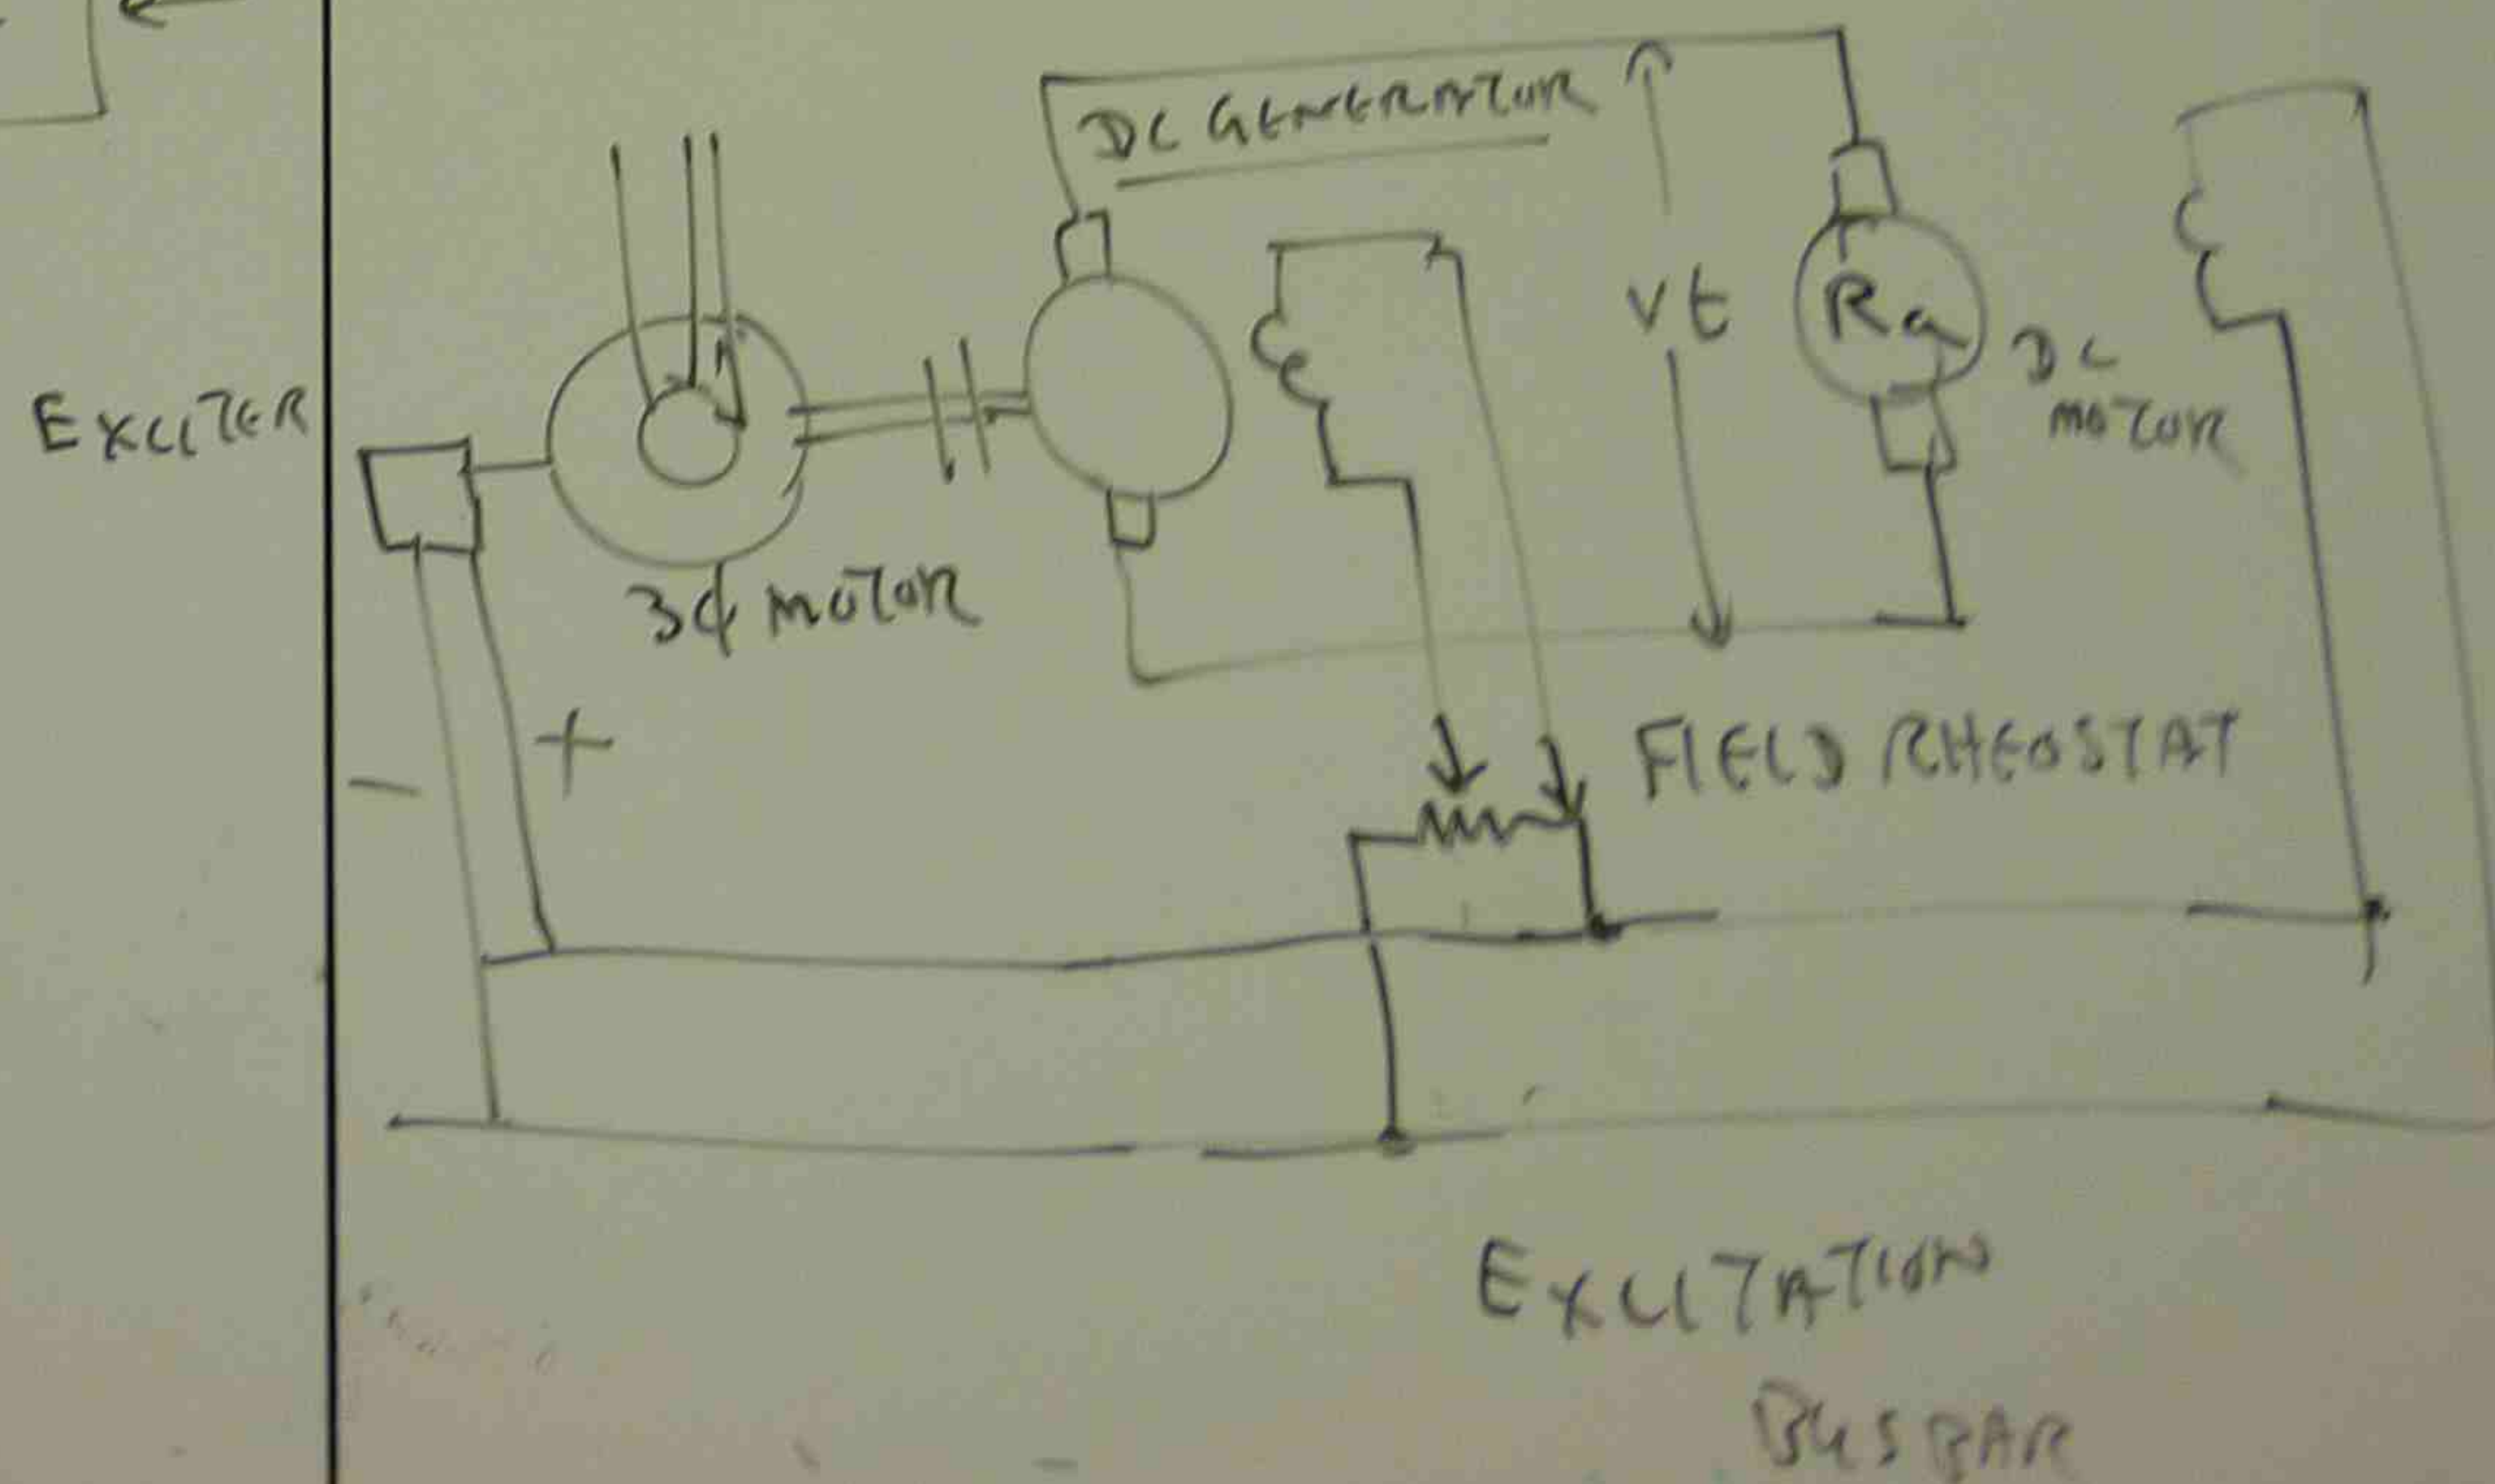 DC GENERATOR
Vt
Ra
DC
MOTOR
EXCITER
3ϕ MOTOR
+
-
FIELD RHEOSTAT
EXCITATION
BUSBAR